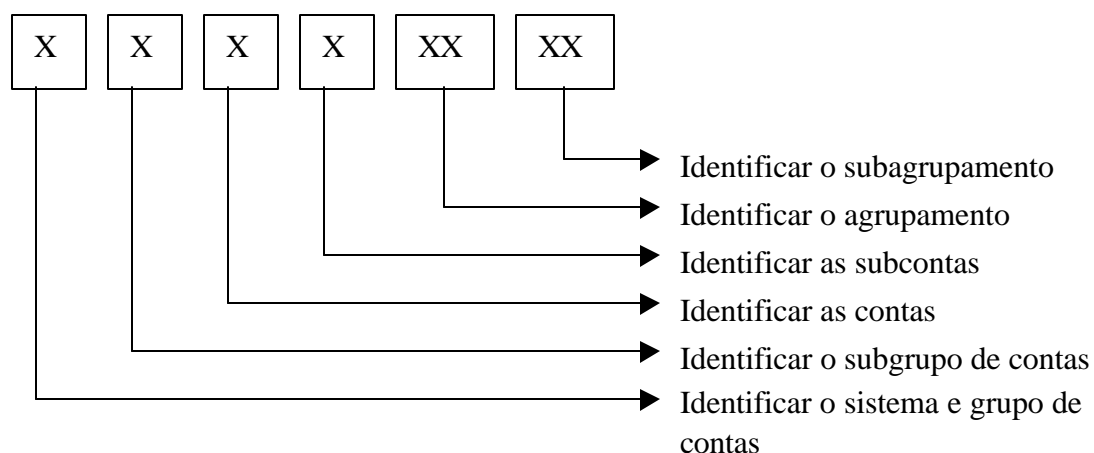 X X X X XX XX
Identificar o subagrupamento
Identificar o agrupamento
Identificar as subcontas
Identificar as contas
Identificar o subgrupo de contas
Identificar o sistema e grupo de
contas